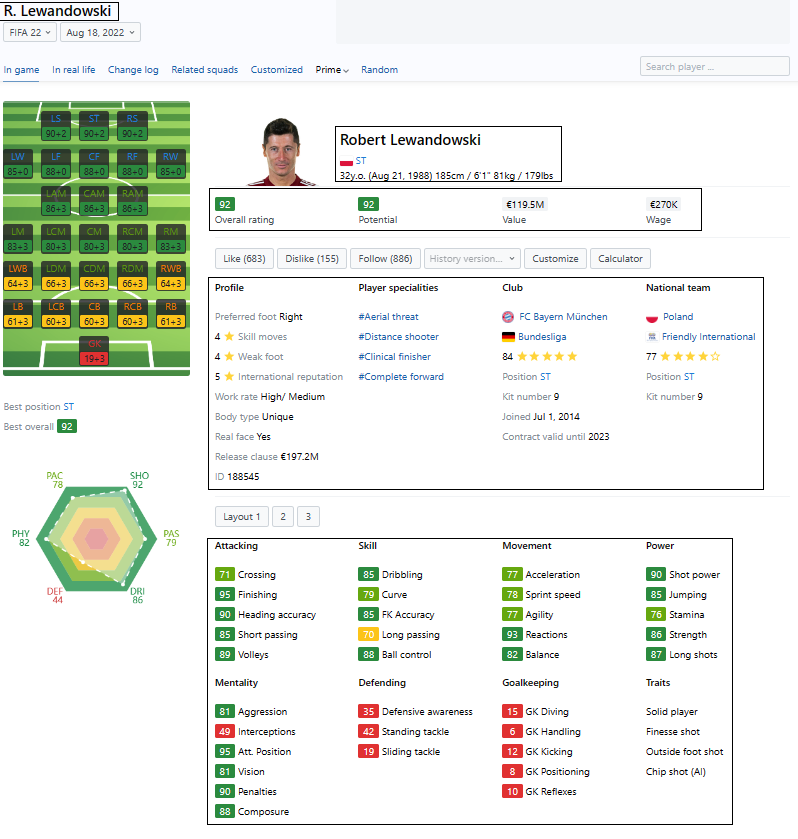 R. Lewandowski
FIFA 22 Aug 18, 2022
In game In real life Change log Related squads Customized Prime Random
Search player ...
LS ST RS
90+2 90+2 90+2
LW LF CF RF RW
85+0 88+0 88+0 88+0 85+0
LAM CAM RAM
86+3 86+3 86+3
LM LCM CM RCM RM
83+3 80+3 80+3 80+3 83+3
LWB LDM CDM RDM RWB
64+3 66+3 66+3 66+3 64+3
LB LCB CB RCB RB
61+3 60+3 60+3 60+3 61+3
GK
19+3
Best position ST
Best overall 92
PAC
78
SHO
92
PHY
82
PAS
79
DEF
44
DRI
86
Robert Lewandowski
ST
32y.o. (Aug 21, 1988) 185cm / 6'1" 81kg / 179lbs
92 92 €119.5M €270K
Overall rating Potential Value Wage
Like (683) Dislike (155) Follow (886) History version... Customize Calculator
Profile
Preferred foot Right
4 Skill moves
4 Weak foot
5 International reputation
Work rate High/ Medium
Body type Unique
Real face Yes
Release clause €197.2M
ID 188545
Player specialities
#Aerial threat
#Distance shooter
#Clinical finisher
#Complete forward
Club
FC Bayern München
Bundesliga
84
Position ST
Kit number 9
Joined Jul 1, 2014
Contract valid until 2023
National team
Poland
Friendly International
77
Position ST
Kit number 9
Layout 1 2 3
Attacking
71 Crossing
95 Finishing
90 Heading accuracy
85 Short passing
89 Volleys
Skill
85 Dribbling
79 Curve
85 FK Accuracy
70 Long passing
88 Ball control
Movement
77 Acceleration
78 Sprint speed
77 Agility
93 Reactions
82 Balance
Power
90 Shot power
85 Jumping
76 Stamina
86 Strength
87 Long shots
Mentality
81 Aggression
49 Interceptions
95 Att. Position
81 Vision
90 Penalties
88 Composure
Defending
35 Defensive awareness
42 Standing tackle
19 Sliding tackle
Goalkeeping
15 GK Diving
6 GK Handling
12 GK Kicking
8 GK Positioning
10 GK Reflexes
Traits
Solid player
Finesse shot
Outside foot shot
Chip shot (AI)